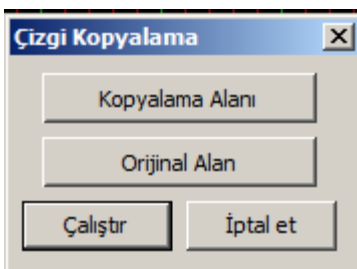 Çizgi Kopyalama
Kopyalama Alanı
Orijinal Alan
Çalıştır İptal et